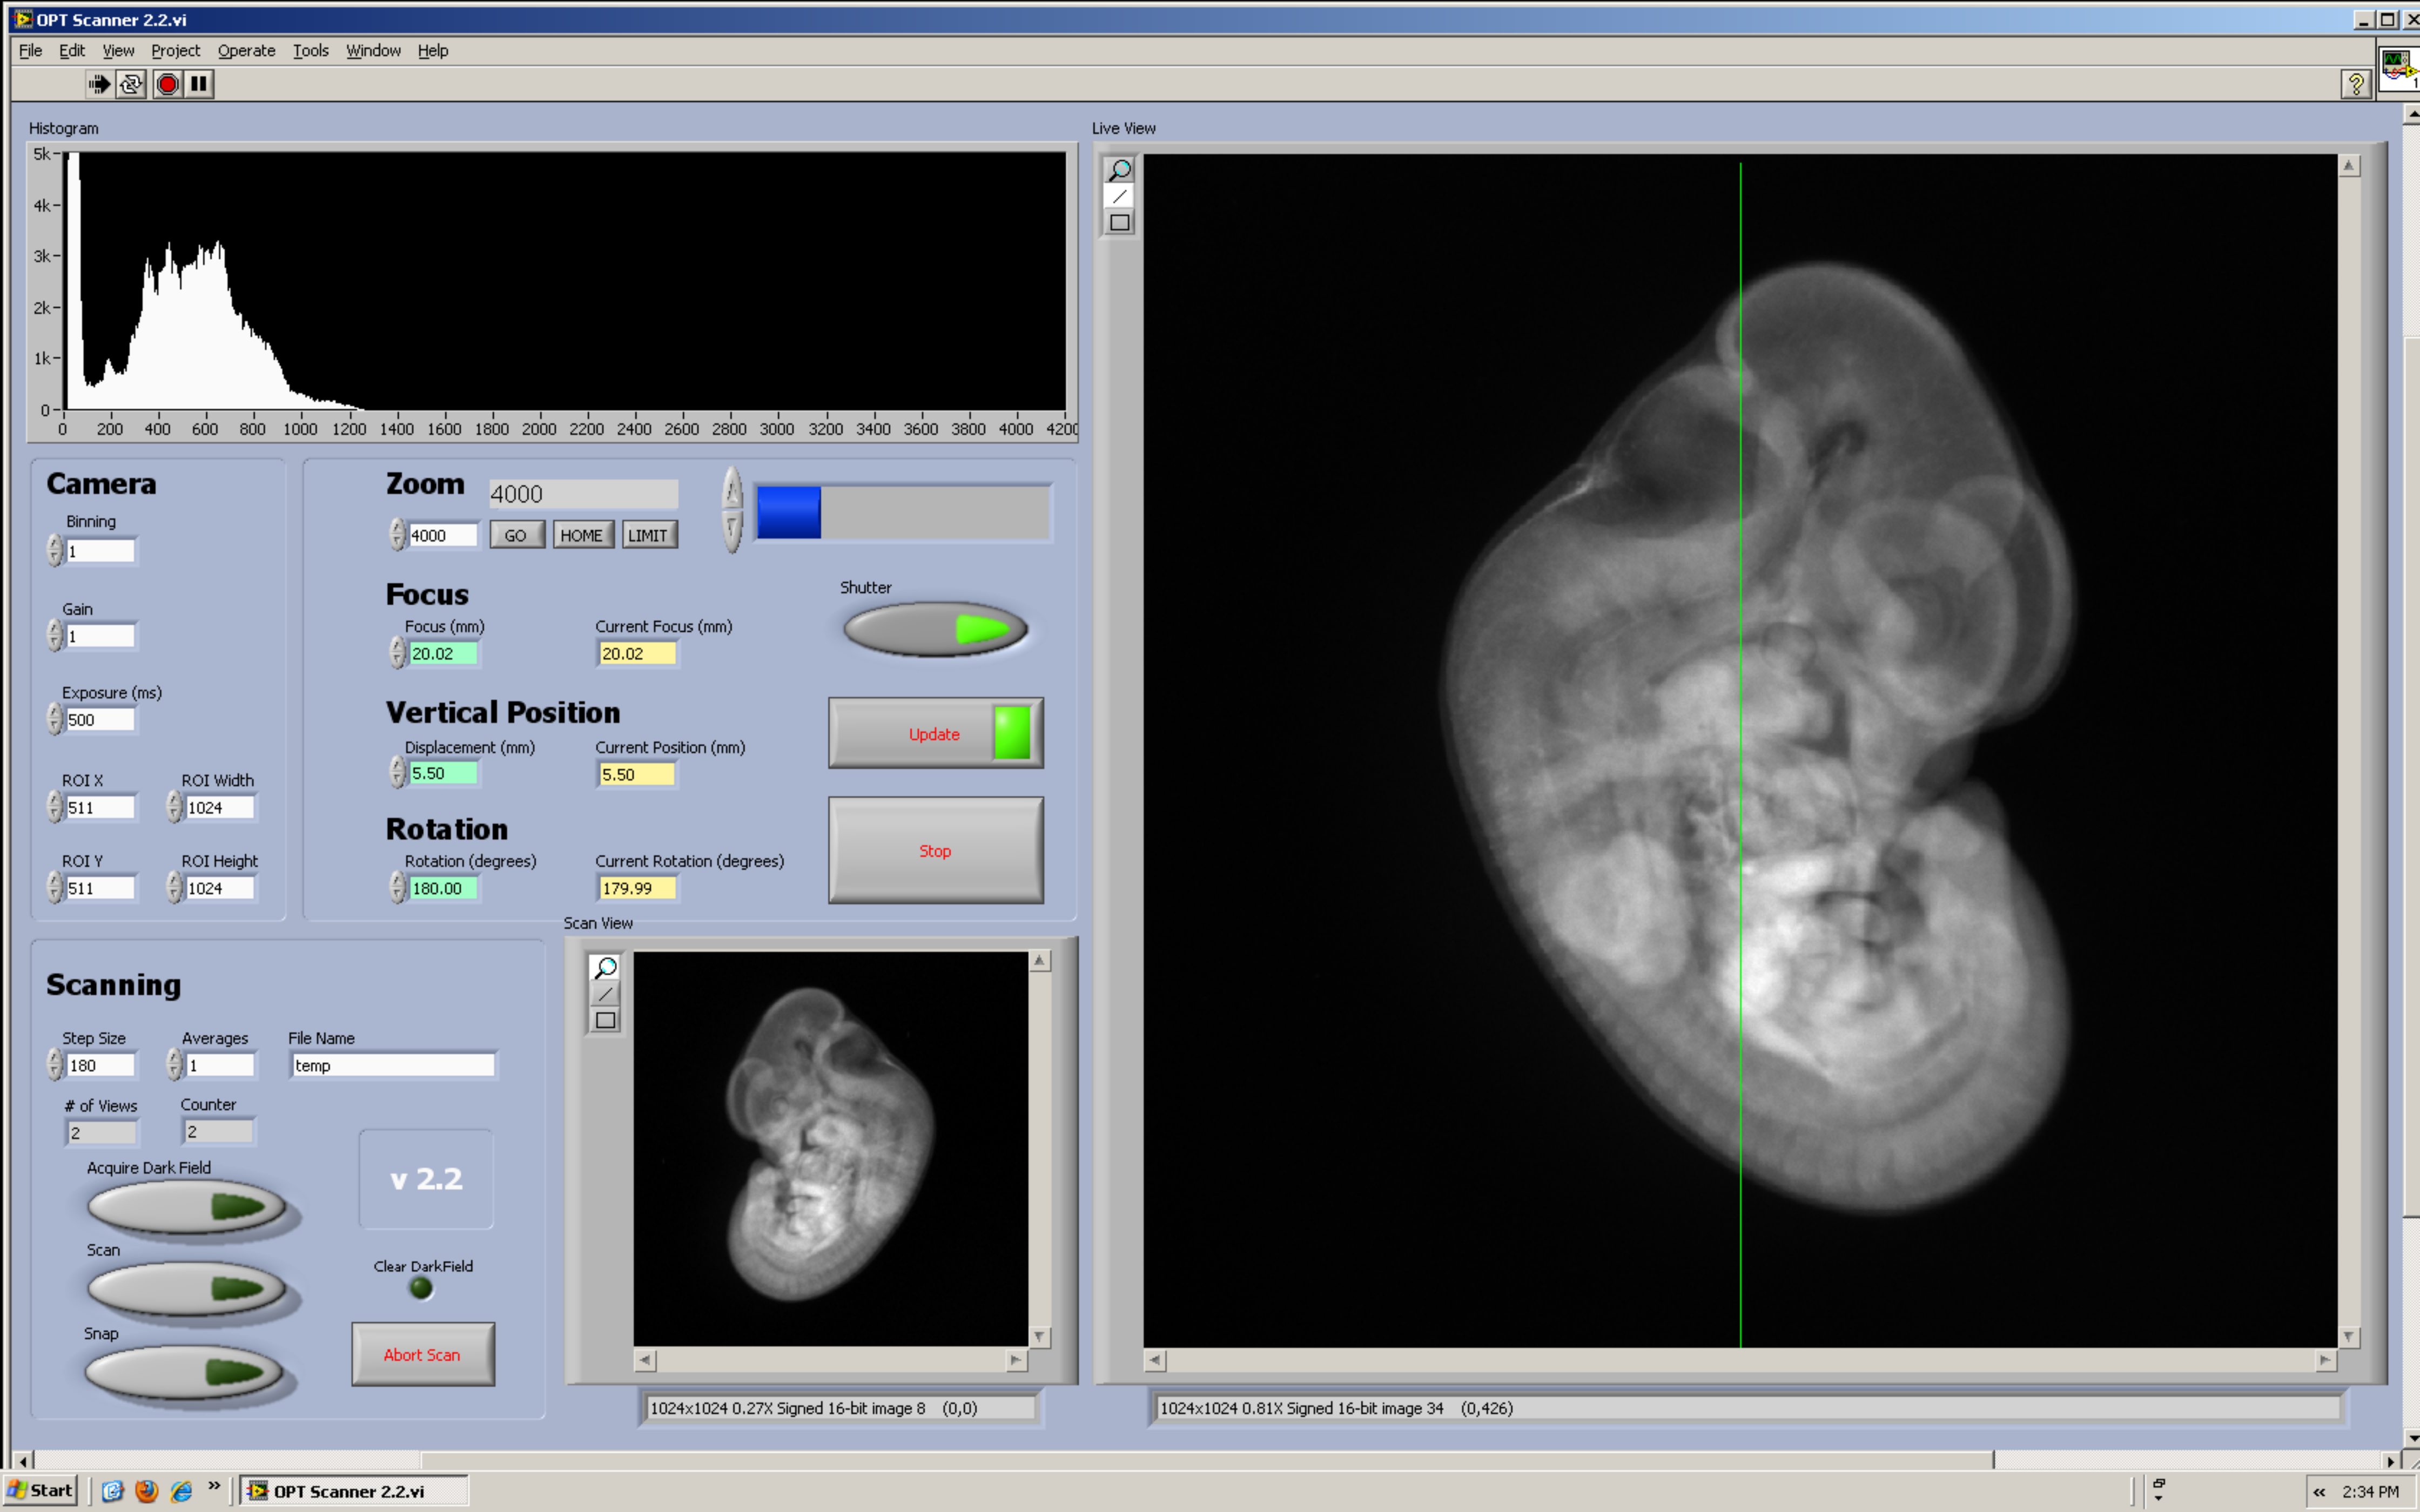 OPT Scanner 2.2.vi
File Edit View Project Operate Tools Window Help
Histogram
5k
4k
3k
2k
1k
0
0 200 400 600 800 1000 1200 1400 1600 1800 2000 2200 2400 2600 2800 3000 3200 3400 3600 3800 4000 4200
Live View
Camera
Binning
1
Gain
1
Exposure (ms)
500
ROI X ROI Width
511 1024
ROI Y ROI Height
511 1024
Zoom 4000
4000 GO HOME LIMIT
Focus
Focus (mm) Current Focus (mm)
20.02 20.02
Vertical Position
Displacement (mm) Current Position (mm)
5.50 5.50
Rotation
Rotation (degrees) Current Rotation (degrees)
180.00 179.99
Shutter
Update
Stop
Scanning
Step Size Averages File Name
180 1 temp
# of Views Counter
2 2
Acquire Dark Field
v 2.2
Scan
Clear DarkField
Snap
Abort Scan
Scan View
1024x1024 0.27X Signed 16-bit image 8 (0,0)
1024x1024 0.81X Signed 16-bit image 34 (0,426)
Start OPT Scanner 2.2.vi 2:34 PM